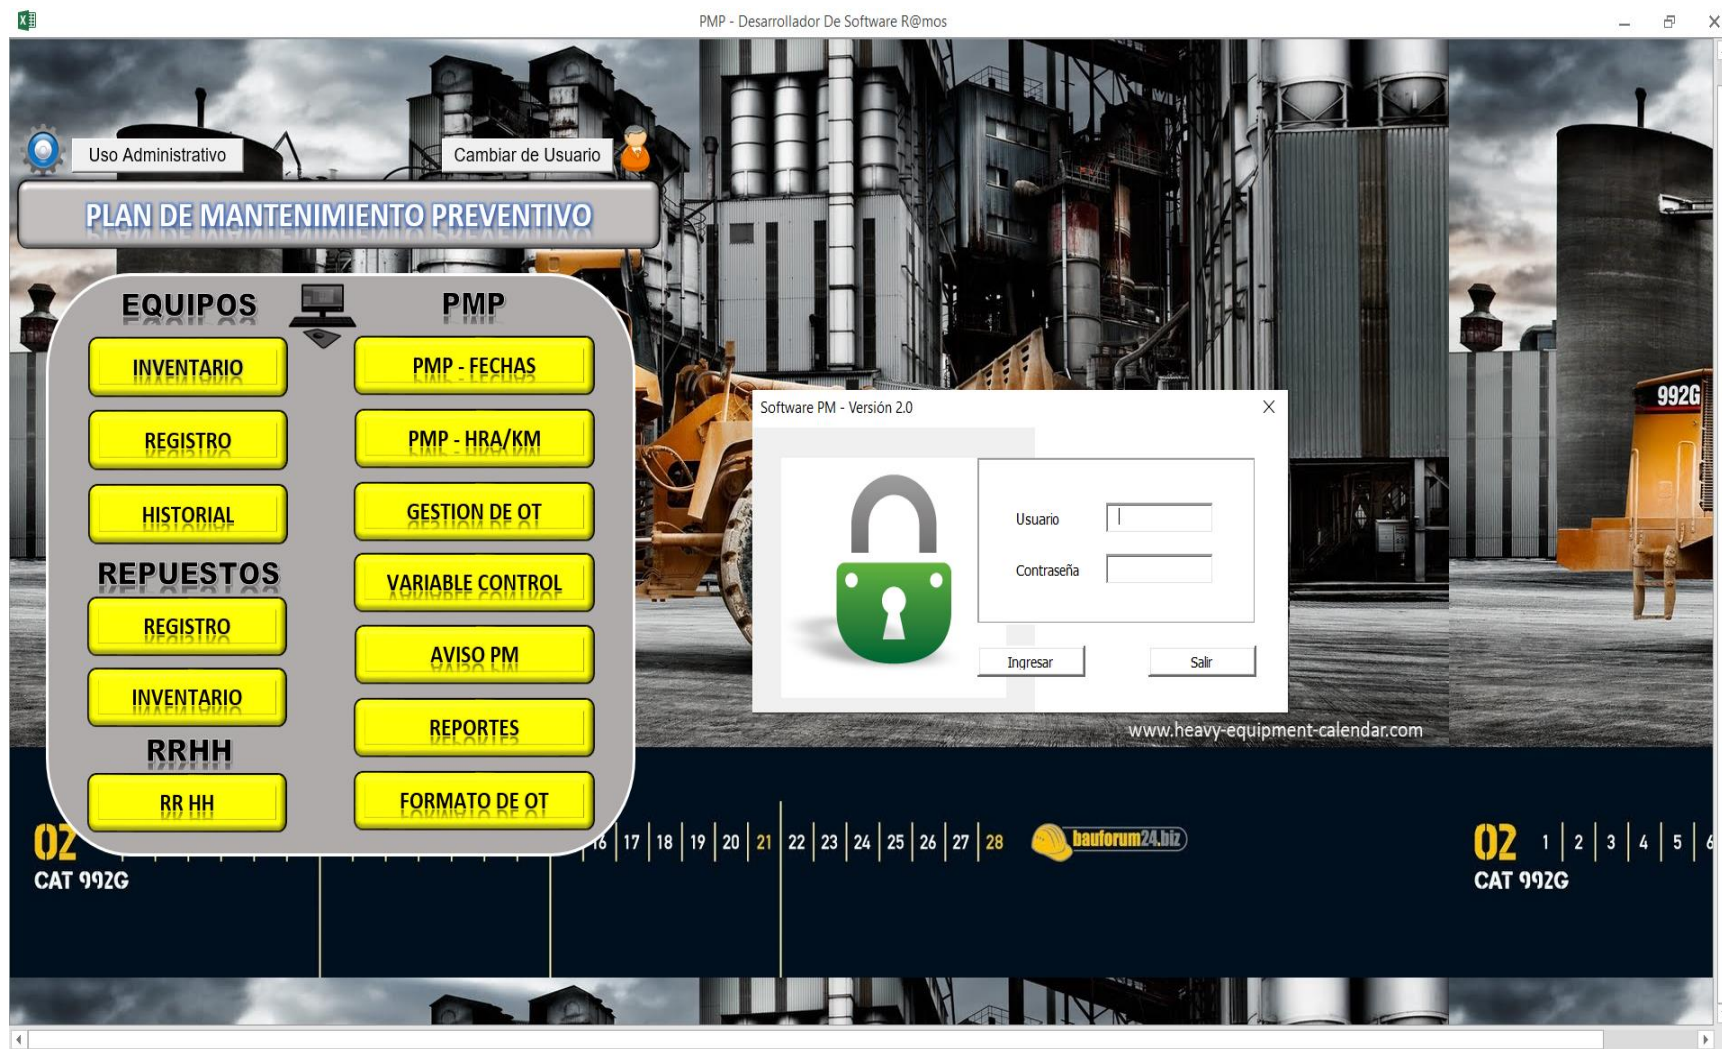 PMP - Desarrollador De Software R@mos
Uso Administrativo
Cambiar de Usuario
PLAN DE MANTENIMIENTO PREVENTIVO
EQUIPOS
INVENTARIO
REGISTRO
HISTORIAL
REPUESTOS
REGISTRO
INVENTARIO
RRHH
RR HH
PMP
PMP - FECHAS
PMP - HRA/KM
GESTION DE OT
VARIABLE CONTROL
AVISO PM
REPORTES
FORMATO DE OT
Software PM - Versión 2.0
Usuario
Contraseña
Ingresar
Salir
992G
www.heavy-equipment-calendar.com
02
16 17 18 19 20 21 22 23 24 25 26 27 28
bauforum24.biz
CAT 992G
02 1 2 3 4 5 6
CAT 992G